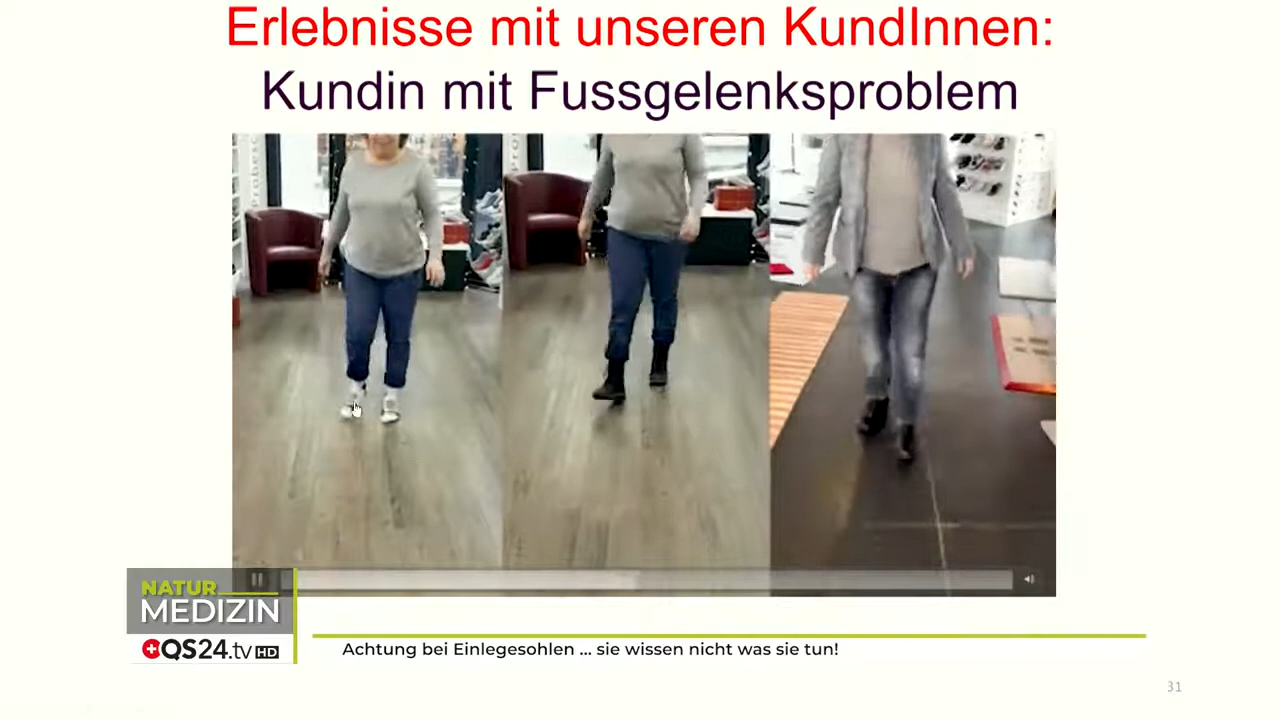 Erlebnisse mit unseren KundInnen:
Kundin mit Fussgelenksproblem
NATUR
MEDIZIN
QS24.tv HD
Achtung bei Einlegesohlen ... sie wissen nicht was sie tun!
31